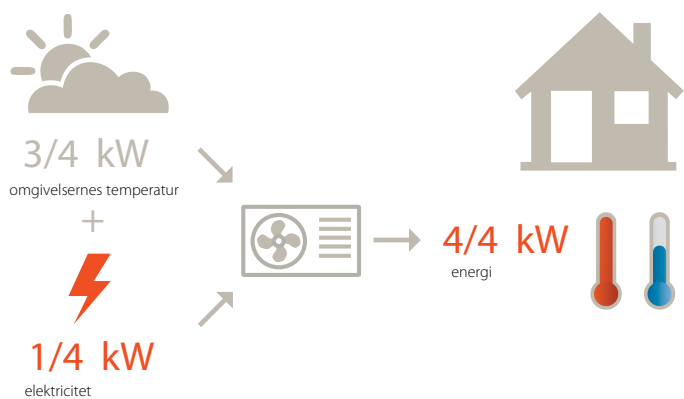 3/4 kW
omgivelsernes temperatur
+
1/4 kW
elektricitet
4/4 kW
energi